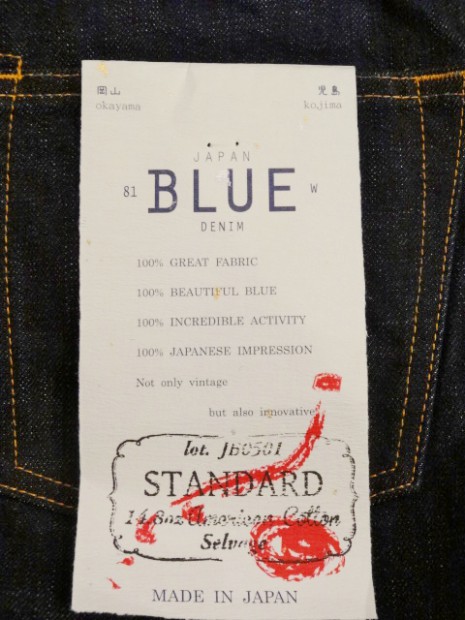 岡山 児島
okayama kojima
JAPAN
81 BLUE W
DENIM
100% GREAT FABRIC
100% BEAUTIFUL BLUE
100% INCREDIBLE ACTIVITY
100% JAPANESE IMPRESSION
Not only vintage
but also innovative
lot. JB0501
STANDARD
14.8oz American Cotton
Selvage
MADE IN JAPAN